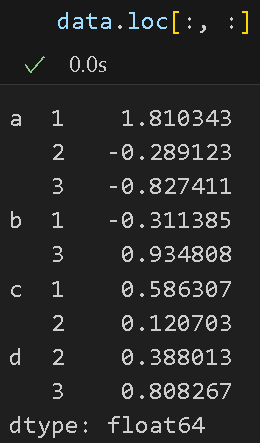 data.loc[:, :]
✓ 0.0s
a 1 1.810343
2 -0.289123
3 -0.827411
b 1 -0.311385
3 0.934808
c 1 0.586307
2 0.120703
d 2 0.388013
3 0.808267
dtype: float64